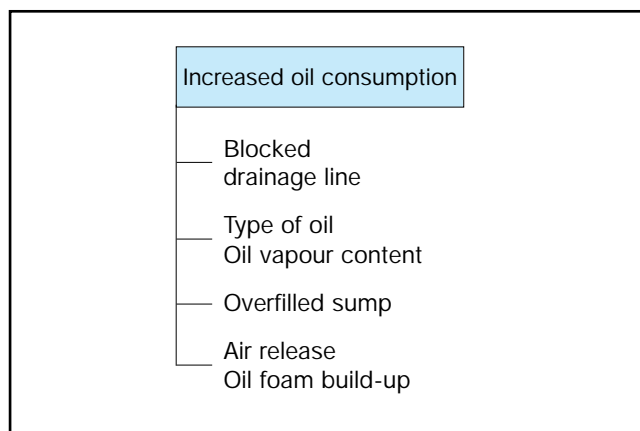 Increased oil consumption
Blocked
drainage line
Type of oil
Oil vapour content
Overfilled sump
Air release
Oil foam build-up